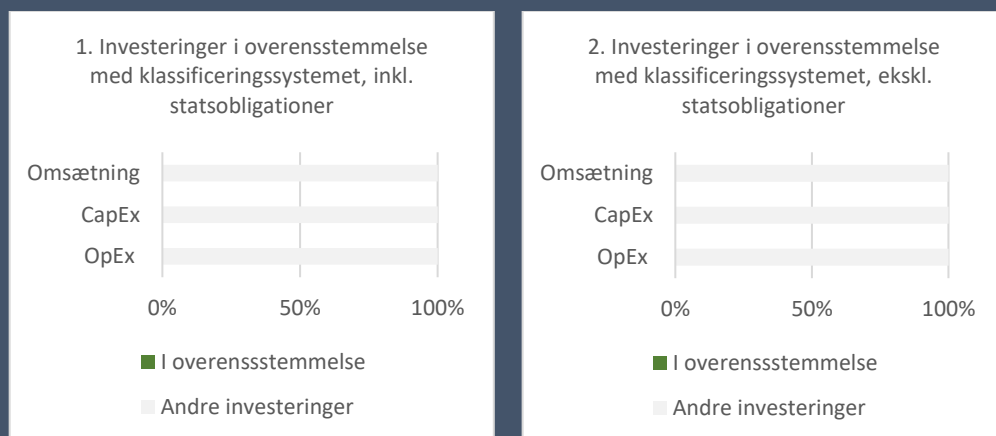 1. Investeringer i overensstemmelse
med klassificeringssystemet, inkl.
statsobligationer
Omsætning
CapEx
OpEx
0% 50% 100%
I overenssstemmelse
Andre investeringer
2. Investeringer i overensstemmelse
med klassificeringssystemet, ekskl.
statsobligationer
Omsætning
CapEx
OpEx
0% 50% 100%
I overenssstemmelse
Andre investeringer